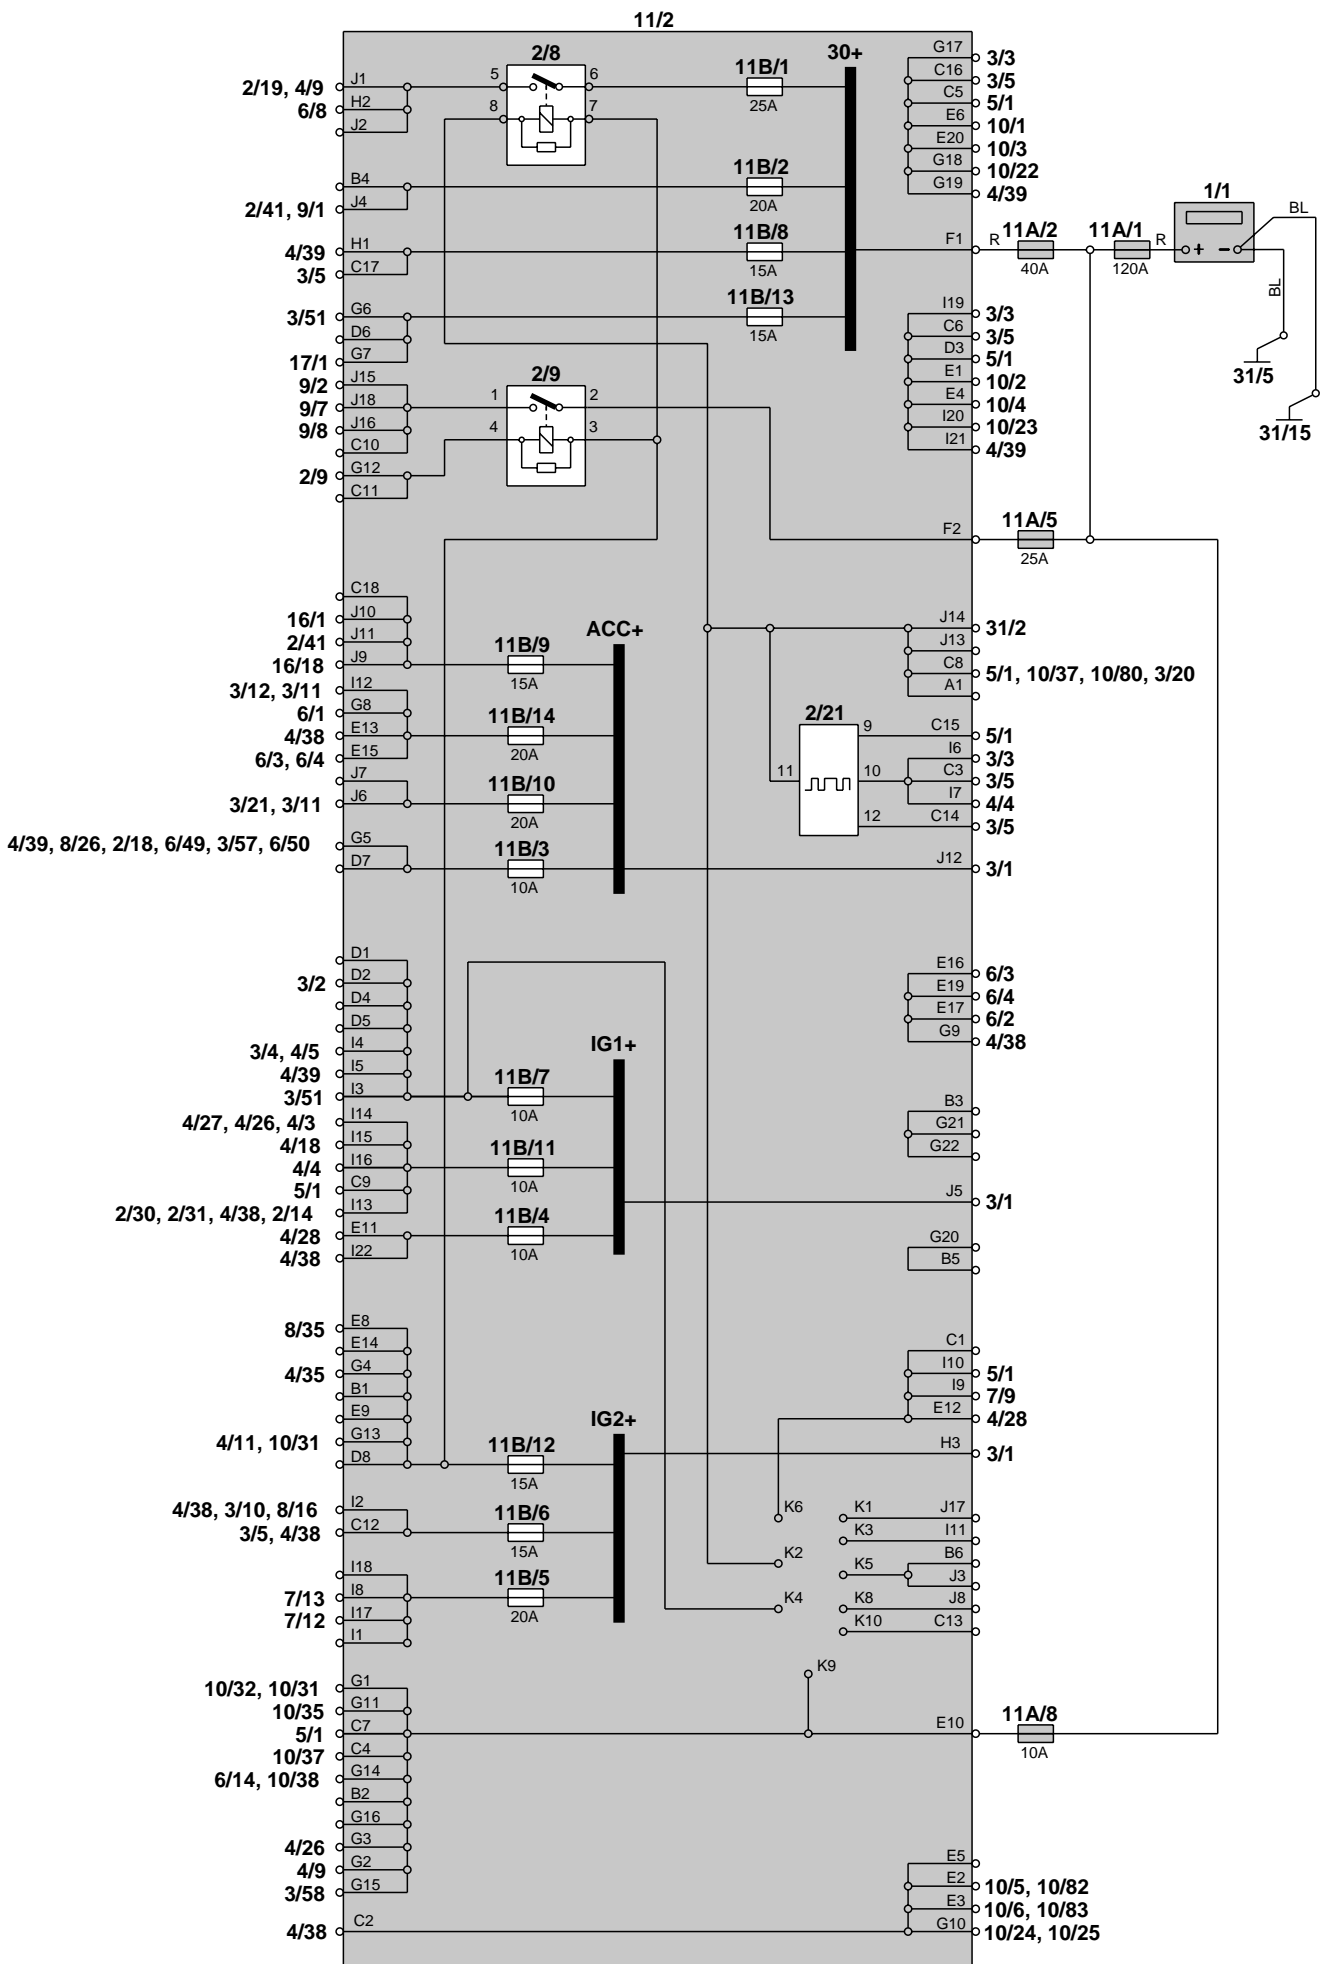 11/2
2/8
30+
11B/1
25A
5
6
8
7
2/19, 4/9
J1
6/8
H2
J2
B4
2/41, 9/1
J4
11B/2
20A
4/39
H1
3/5
C17
11B/8
15A
3/51
G6
D6
17/1
G7
11B/13
15A
9/2
J15
9/7
J18
9/8
J16
C10
2/9
G12
C11
2/9
1
2
4
3
G17
3/3
C16
3/5
C5
5/1
E6
10/1
E20
10/3
G18
10/22
G19
4/39
F1
R
11A/2
40A
11A/1
120A
R
1/1
+
−
BL
BL
31/5
31/15
I19
3/3
C6
3/5
D3
5/1
E1
10/2
E4
10/4
I20
10/23
I21
4/39
F2
11A/5
25A
C18
16/1
J10
2/41
J11
16/18
J9
ACC+
11B/9
15A
3/12, 3/11
I12
6/1
G8
4/38
E13
6/3, 6/4
E15
11B/14
20A
J7
3/21, 3/11
J6
11B/10
20A
4/39, 8/26, 2/18, 6/49, 3/57, 6/50
G5
D7
11B/3
10A
J14
31/2
J13
C8
5/1, 10/37, 10/80, 3/20
A1
2/21
11
9
10
12
C15
5/1
I6
3/3
C3
3/5
I7
4/4
C14
3/5
J12
3/1
D1
3/2
D2
D4
D5
3/4, 4/5
I4
4/39
I5
3/51
I3
IG1+
11B/7
10A
4/27, 4/26, 4/3
I14
4/18
I15
4/4
I16
5/1
C9
2/30, 2/31, 4/38, 2/14
I13
11B/11
10A
4/28
E11
4/38
I22
11B/4
10A
E16
6/3
E19
6/4
E17
6/2
G9
4/38
B3
G21
G22
J5
3/1
G20
B5
8/35
E8
E14
4/35
G4
B1
E9
4/11, 10/31
G13
D8
IG2+
11B/12
15A
4/38, 3/10, 8/16
I2
3/5, 4/38
C12
11B/6
15A
I18
7/13
I8
7/12
I17
I1
11B/5
20A
C1
I10
5/1
I9
7/9
E12
4/28
H3
3/1
K6
K2
K4
K1
J17
K3
I11
K5
B6
J3
K8
J8
K10
C13
K9
10/32, 10/31
G1
10/35
G11
5/1
C7
10/37
C4
6/14, 10/38
G14
B2
G16
4/26
G3
4/9
G2
3/58
G15
4/38
C2
E10
11A/8
10A
E5
E2
10/5, 10/82
E3
10/6, 10/83
G10
10/24, 10/25